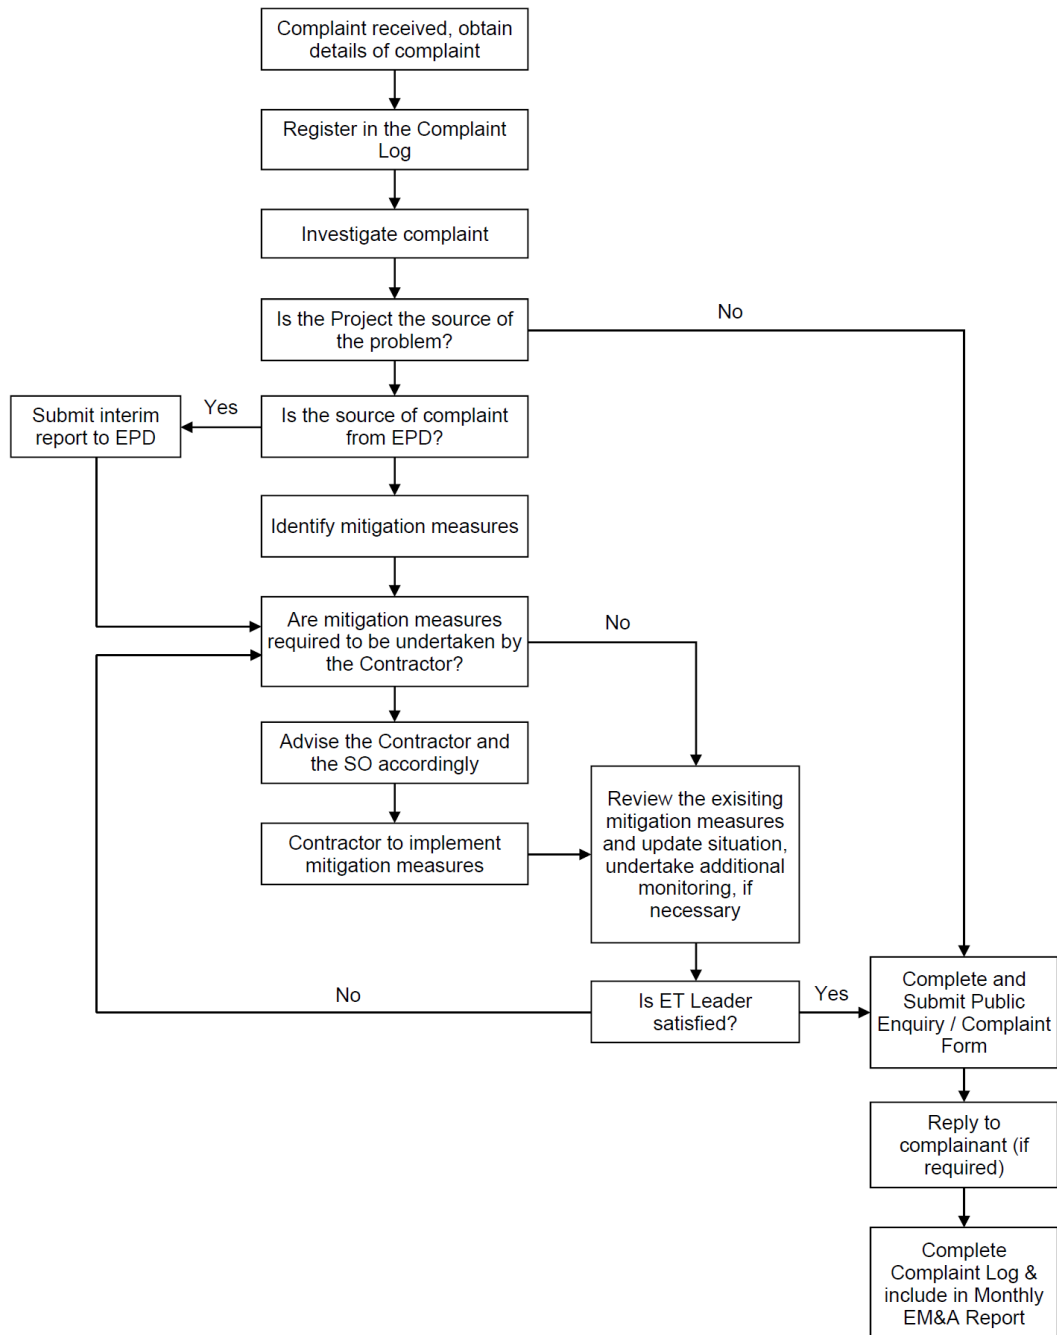 Complaint received, obtain
details of complaint
Register in the Complaint
Log
Investigate complaint
Is the Project the source of
the problem?
No
Submit interim
report to EPD
Yes
Is the source of complaint
from EPD?
Identify mitigation measures
Are mitigation measures
required to be undertaken by
the Contractor?
No
Advise the Contractor and
the SO accordingly
Contractor to implement
mitigation measures
Review the exisiting
mitigation measures
and update situation,
undertake additional
monitoring, if
necessary
No
Is ET Leader
satisfied?
Yes
Complete and
Submit Public
Enquiry / Complaint
Form
Reply to
complainant (if
required)
Complete
Complaint Log &
include in Monthly
EM&A Report